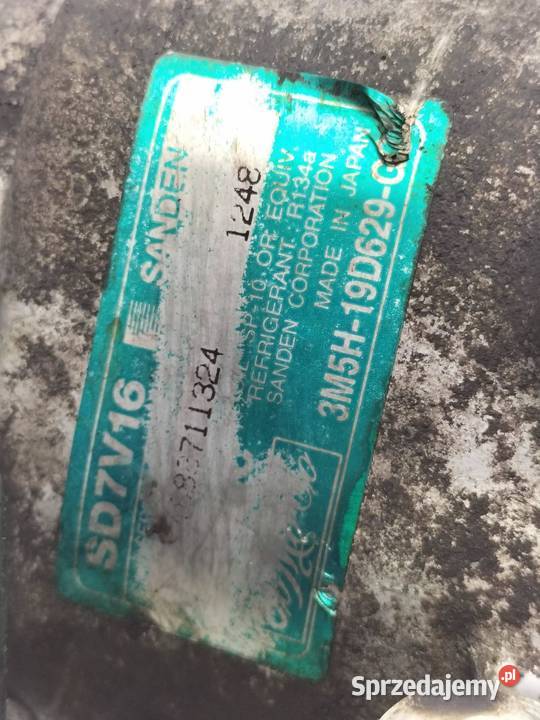 SD7V16 SANDEN
1248
711324
SP-10 OR EQUIV.
REFRIGERANT R134a
SANDEN CORPORATION
MADE IN JAPAN
3M5H-19D629-
Sprzedajemy.pl